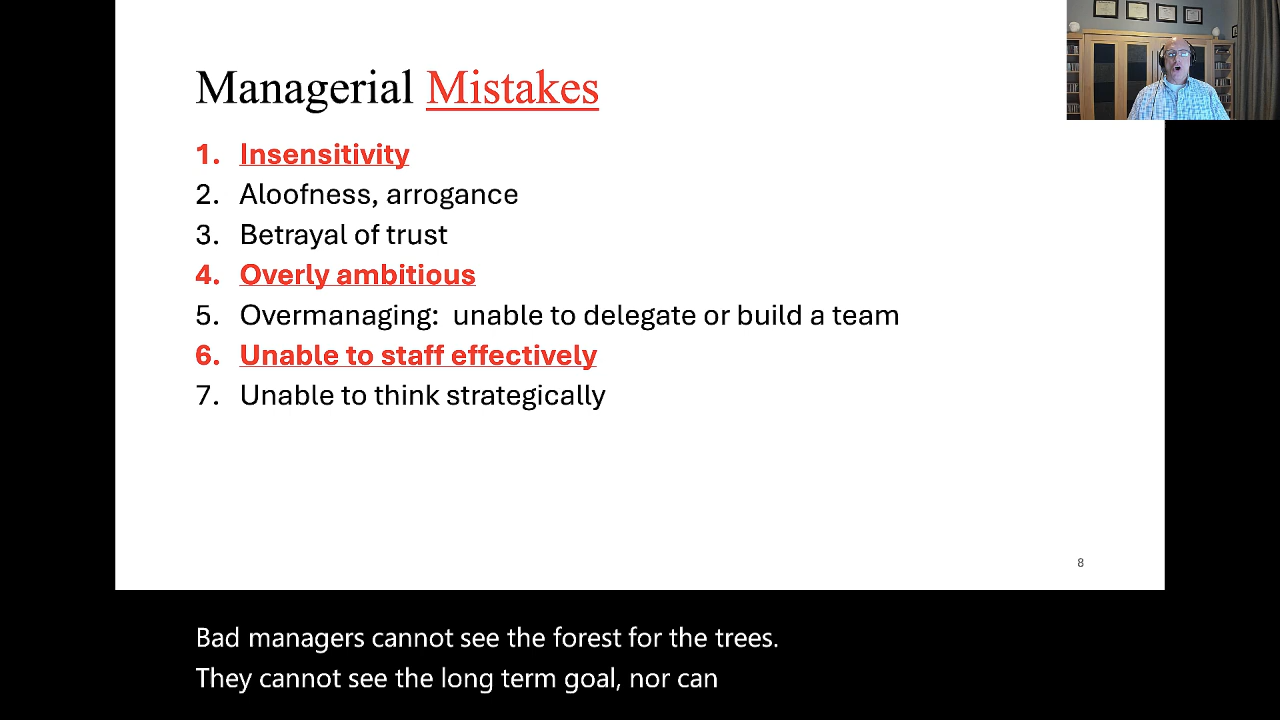 Managerial Mistakes
1. Insensitivity
2. Aloofness, arrogance
3. Betrayal of trust
4. Overly ambitious
5. Overmanaging: unable to delegate or build a team
6. Unable to staff effectively
7. Unable to think strategically
8
Bad managers cannot see the forest for the trees.
They cannot see the long term goal, nor can